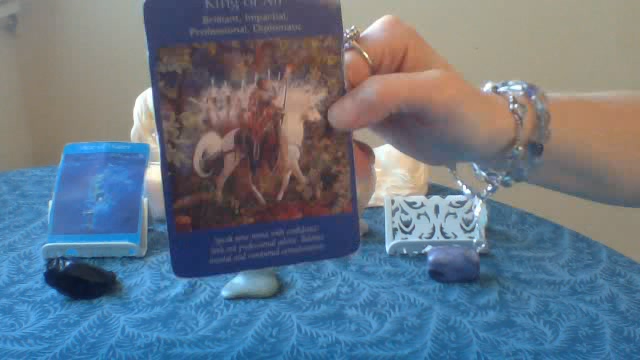 King of Air
Brilliant, Impartial,
Professional, Diplomatic
Speak your mind with confidence.
Seek out professional advice. Balance
mental and emotional considerations.